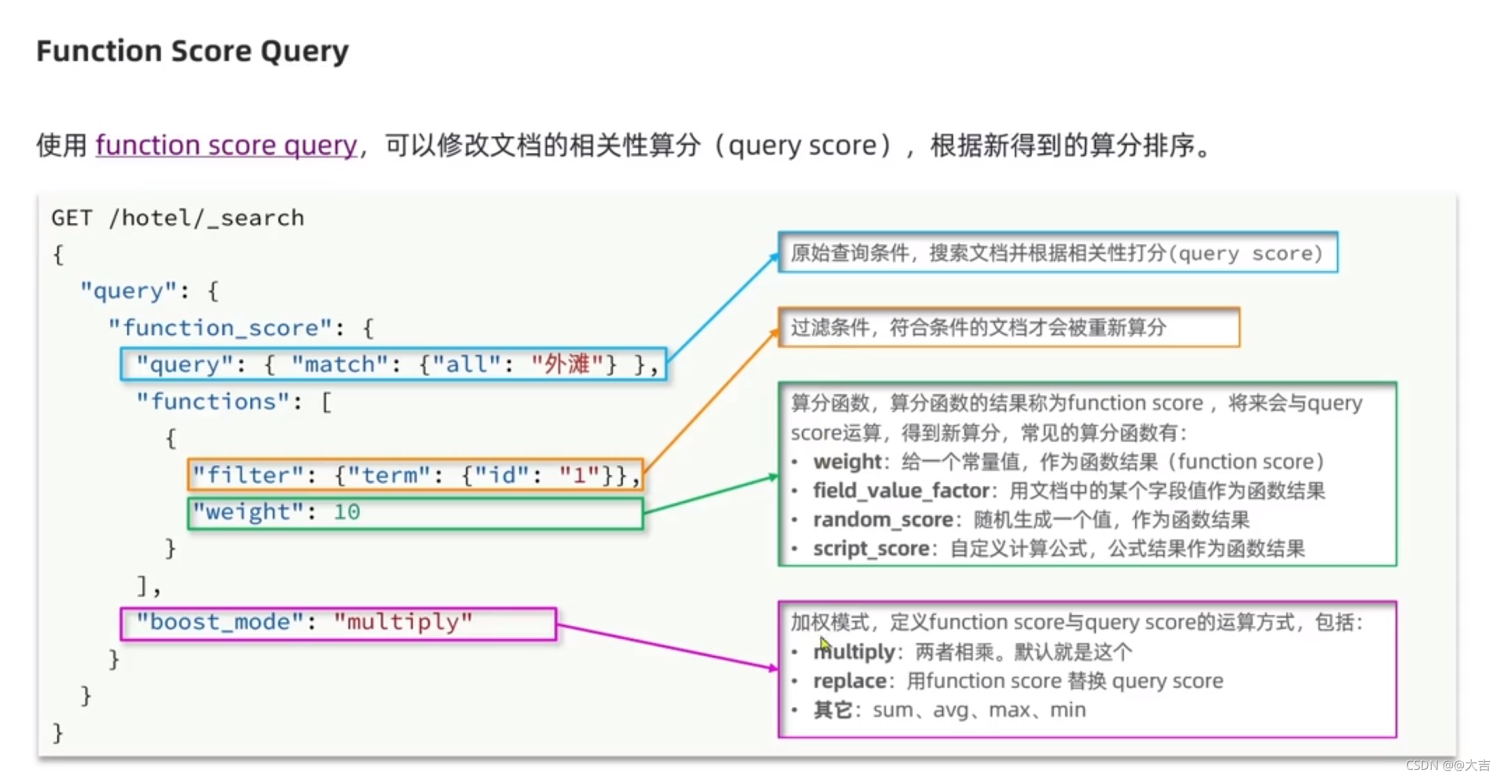 Function Score Query
使用 function score query，可以修改文档的相关性算分（query score），根据新得到的算分排序。
GET /hotel/_search
{
"query": {
"function_score": {
"query": { "match": {"all": "外滩"} },
"functions": [
{
"filter": {"term": {"id": "1"}},
"weight": 10
}
],
"boost_mode": "multiply"
}
}
}
原始查询条件，搜索文档并根据相关性打分(query score)
过滤条件，符合条件的文档才会被重新算分
算分函数，算分函数的结果称为function score ，将来会与query
score运算，得到新算分，常见的算分函数有：
• weight：给一个常量值，作为函数结果（function score）
• field_value_factor：用文档中的某个字段值作为函数结果
• random_score：随机生成一个值，作为函数结果
• script_score：自定义计算公式，公式结果作为函数结果
加权模式，定义function score与query score的运算方式，包括：
• multiply：两者相乘。默认就是这个
• replace：用function score 替换 query score
• 其它：sum、avg、max、min
CSDN @@大吉